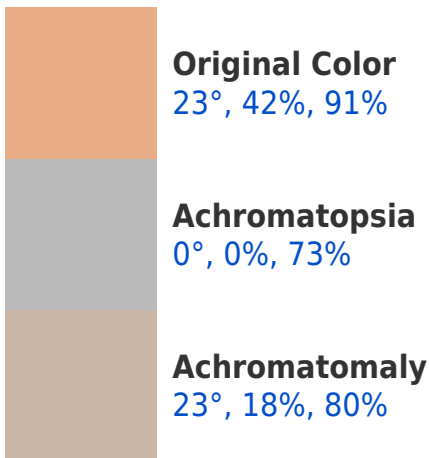 Original Color
23°, 42%, 91%
Achromatopsia
0°, 0%, 73%
Achromatomaly
23°, 18%, 80%